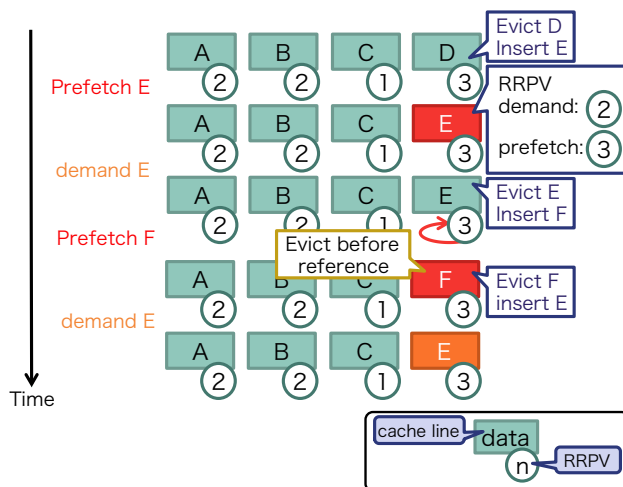 A B C D
2 2 1 3
Evict D
Insert E
Prefetch E
A B C E
2 2 1 3
RRPV
demand: 2
prefetch: 3
demand E
A B C E
2 2 1 3
Evict E
Insert F
Prefetch F
Evict before
reference
A B C F
2 2 1 3
Evict F
insert E
demand E
A B C E
2 2 1 3
Time
cache line
data
n
RRPV